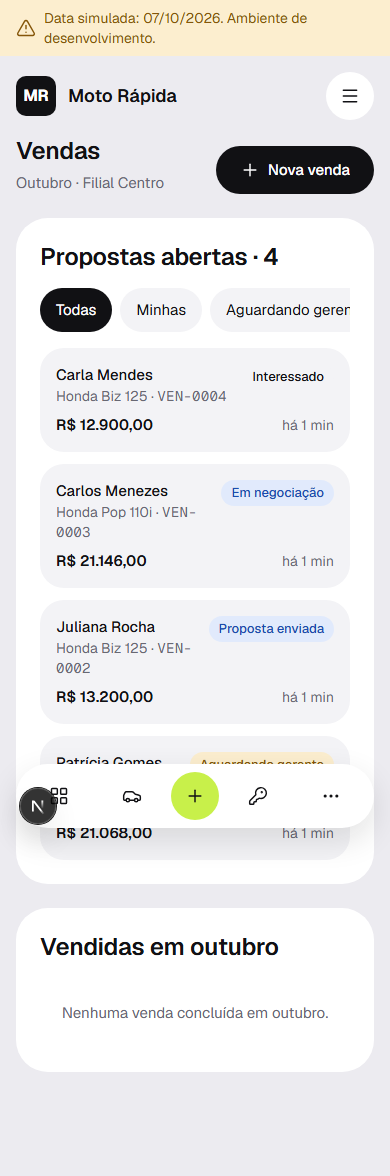 Data simulada: 07/10/2026. Ambiente de
desenvolvimento.
MR Moto Rápida
Vendas
Outubro · Filial Centro
Nova venda
Propostas abertas · 4
Todas Minhas Aguardando geren
Carla Mendes Interessado
Honda Biz 125 · VEN-0004
R$ 12.900,00 há 1 min
Carlos Menezes Em negociação
Honda Pop 110i · VEN-
0003
R$ 21.146,00 há 1 min
Juliana Rocha Proposta enviada
Honda Biz 125 · VEN-
0002
R$ 13.200,00 há 1 min
Patrícia Gomes Aguardando gerente
N
R$ 21.068,00 há 1 min
Vendidas em outubro
Nenhuma venda concluída em outubro.